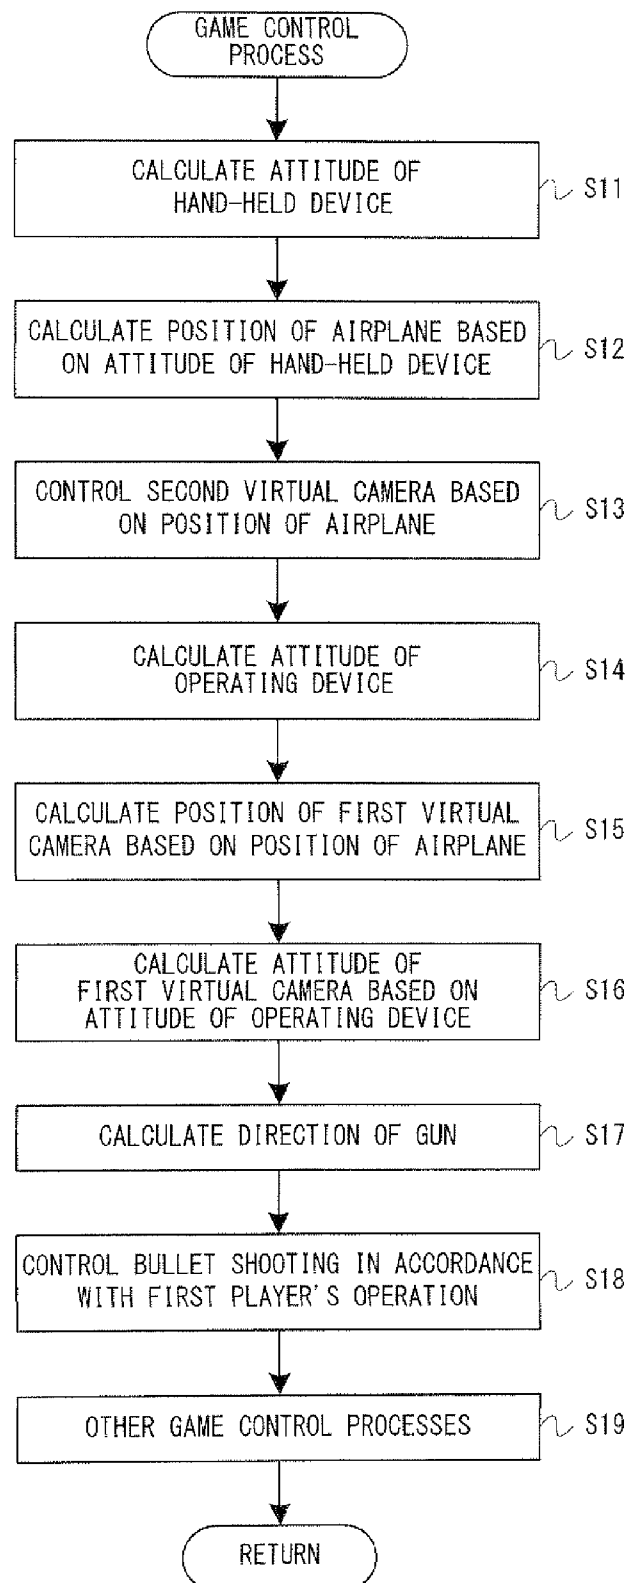 GAME CONTROL
PROCESS
CALCULATE ATTITUDE OF
HAND-HELD DEVICE
S11
CALCULATE POSITION OF AIRPLANE BASED
ON ATTITUDE OF HAND-HELD DEVICE
S12
CONTROL SECOND VIRTUAL CAMERA BASED
ON POSITION OF AIRPLANE
S13
CALCULATE ATTITUDE OF
OPERATING DEVICE
S14
CALCULATE POSITION OF FIRST VIRTUAL
CAMERA BASED ON POSITION OF AIRPLANE
S15
CALCULATE ATTITUDE OF
FIRST VIRTUAL CAMERA BASED ON
ATTITUDE OF OPERATING DEVICE
S16
CALCULATE DIRECTION OF GUN
S17
CONTROL BULLET SHOOTING IN ACCORDANCE
WITH FIRST PLAYER'S OPERATION
S18
OTHER GAME CONTROL PROCESSES
S19
RETURN